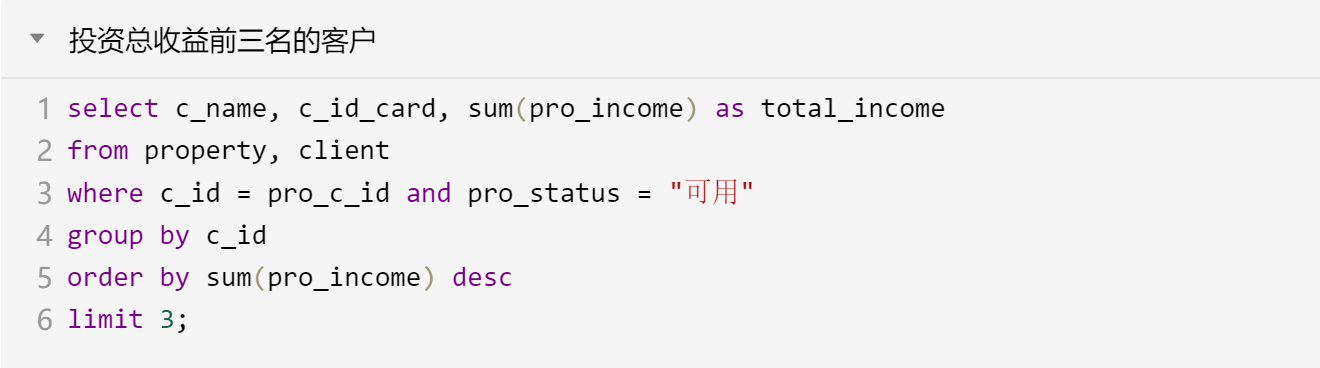 投资总收益前三名的客户
1 select c_name, c_id_card, sum(pro_income) as total_income
2 from property, client
3 where c_id = pro_c_id and pro_status = "可用"
4 group by c_id
5 order by sum(pro_income) desc
6 limit 3;